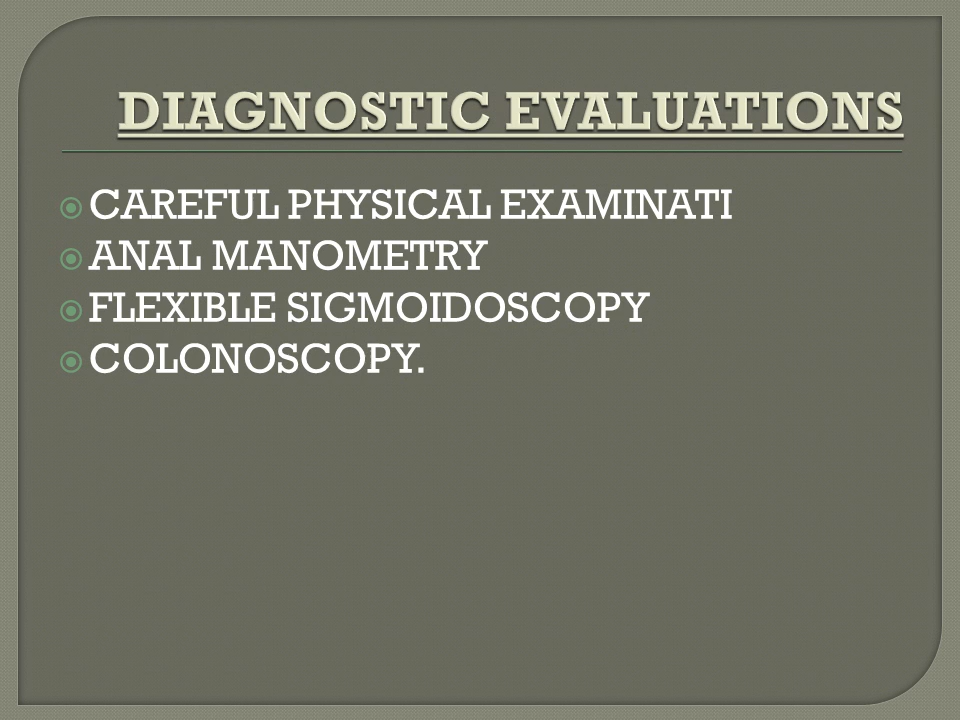 DIAGNOSTIC EVALUATIONS
CAREFUL PHYSICAL EXAMINATI
ANAL MANOMETRY
FLEXIBLE SIGMOIDOSCOPY
COLONOSCOPY.